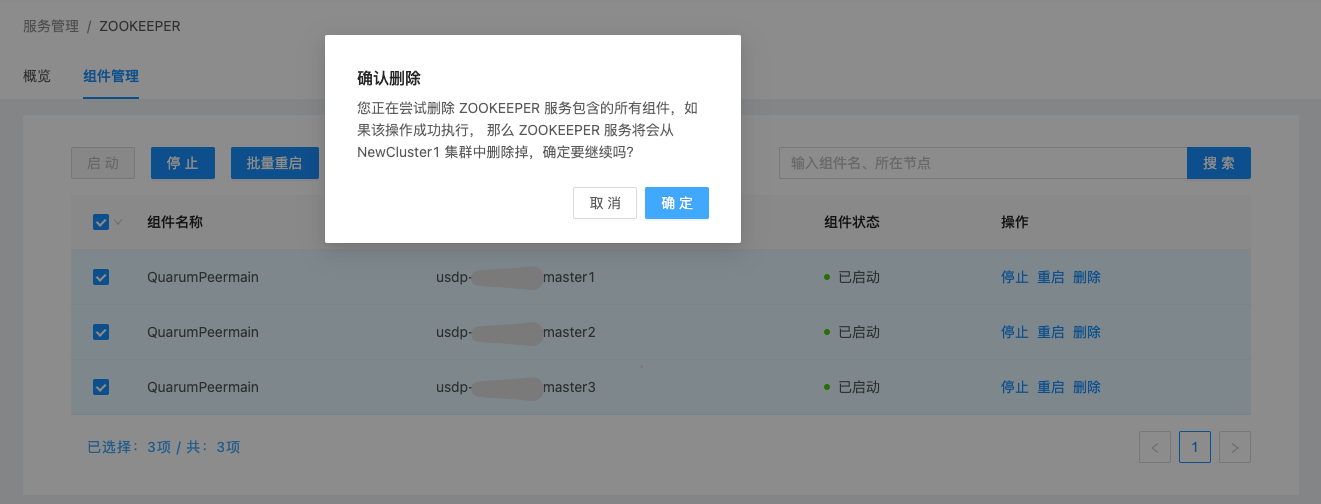 服务管理 / ZOOKEEPER
概览 组件管理
确认删除
您正在尝试删除 ZOOKEEPER 服务包含的所有组件，如
果该操作成功执行， 那么 ZOOKEEPER 服务将会从
NewCluster1 集群中删除掉，确定要继续吗?
取 消 确 定
启 动 停 止 批量重启 输入组件名、所在节点 搜 索
组件名称 组件状态 操作
QuarumPeermain usdp- master1 已启动 停止 重启 删除
QuarumPeermain usdp- master2 已启动 停止 重启 删除
QuarumPeermain usdp- master3 已启动 停止 重启 删除
已选择：3项 / 共：3项 < 1 >